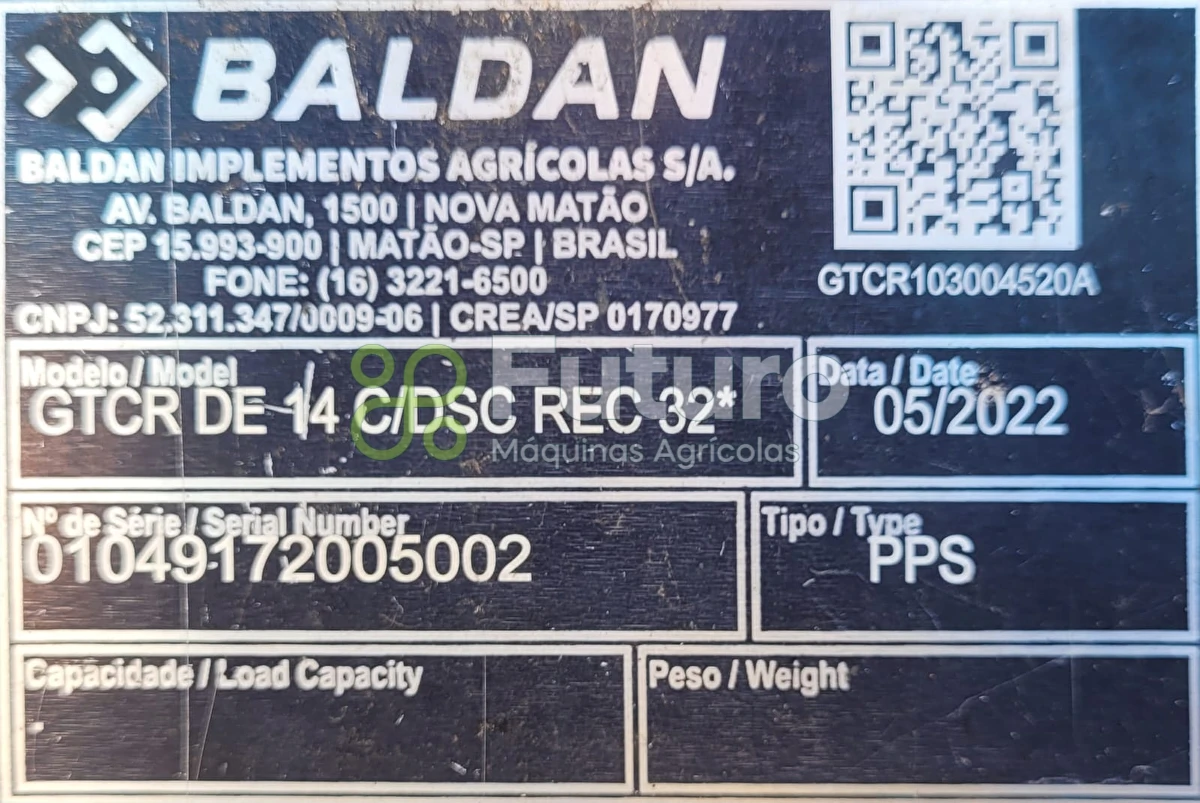 BALDAN
BALDAN IMPLEMENTOS AGRÍCOLAS S/A.
AV. BALDAN, 1500 | NOVA MATÃO
CEP 15.993-900 | MATÃO-SP | BRASIL
FONE: (16) 3221-6500
CNPJ: 52.311.347/0009-06 | CREA/SP 0170977
GTCR103004520A
Modelo / Model
GTCR DE 14 C/DSC REC 32*
Data / Date
05/2022
Futuro
Máquinas Agrícolas
Nº de Série / Serial Number
01049172005002
Tipo / Type
PPS
Capacidade / Load Capacity
Peso / Weight